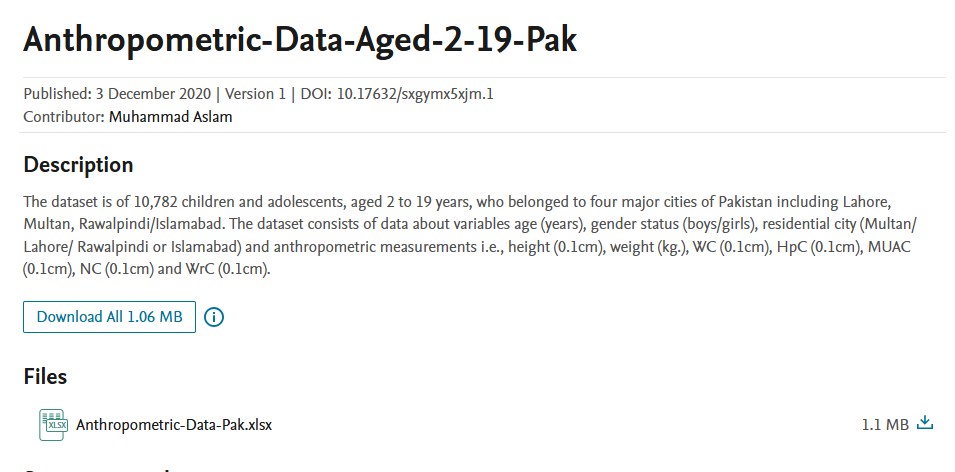 Anthropometric-Data-Aged-2-19-Pak
Published: 3 December 2020 | Version 1 | DOI: 10.17632/sxgymx5xjm.1
Contributor: Muhammad Aslam
Description
The dataset is of 10,782 children and adolescents, aged 2 to 19 years, who belonged to four major cities of Pakistan including Lahore,
Multan, Rawalpindi/Islamabad. The dataset consists of data about variables age (years), gender status (boys/girls), residential city (Multan/
Lahore/ Rawalpindi or Islamabad) and anthropometric measurements i.e., height (0.1cm), weight (kg.), WC (0.1cm), HpC (0.1cm), MUAC
(0.1cm), NC (0.1cm) and WrC (0.1cm).
Download All 1.06 MB
Files
XLSX Anthropometric-Data-Pak.xlsx 1.1 MB